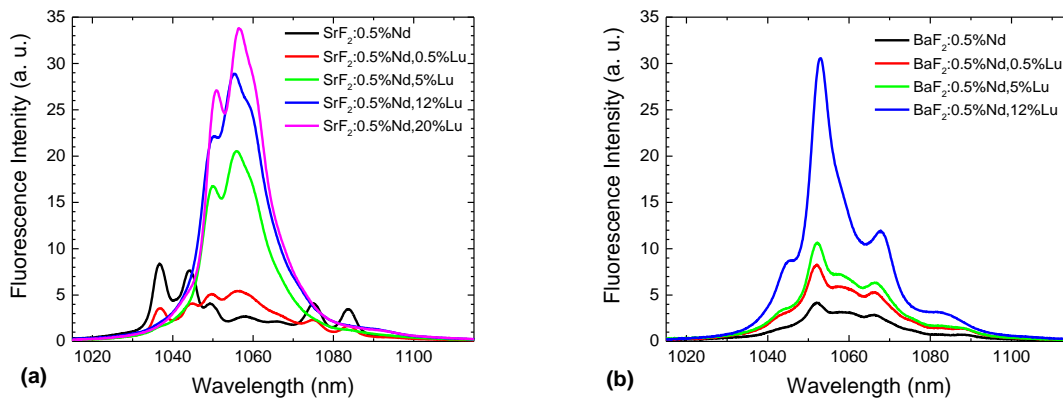 35
30
25
20
15
10
5
0
Fluorescence Intenity (a. u.)
SrF₂:0.5%Nd
SrF₂:0.5%Nd,0.5%Lu
SrF₂:0.5%Nd,5%Lu
SrF₂:0.5%Nd,12%Lu
SrF₂:0.5%Nd,20%Lu
1020 1040 1060 1080 1100
Wavelength (nm)
(a)
35
30
25
20
15
10
5
0
Fluorescence Intensity (a. u.)
BaF₂:0.5%Nd
BaF₂:0.5%Nd,0.5%Lu
BaF₂:0.5%Nd,5%Lu
BaF₂:0.5%Nd,12%Lu
1020 1040 1060 1080 1100
Wavelength (nm)
(b)